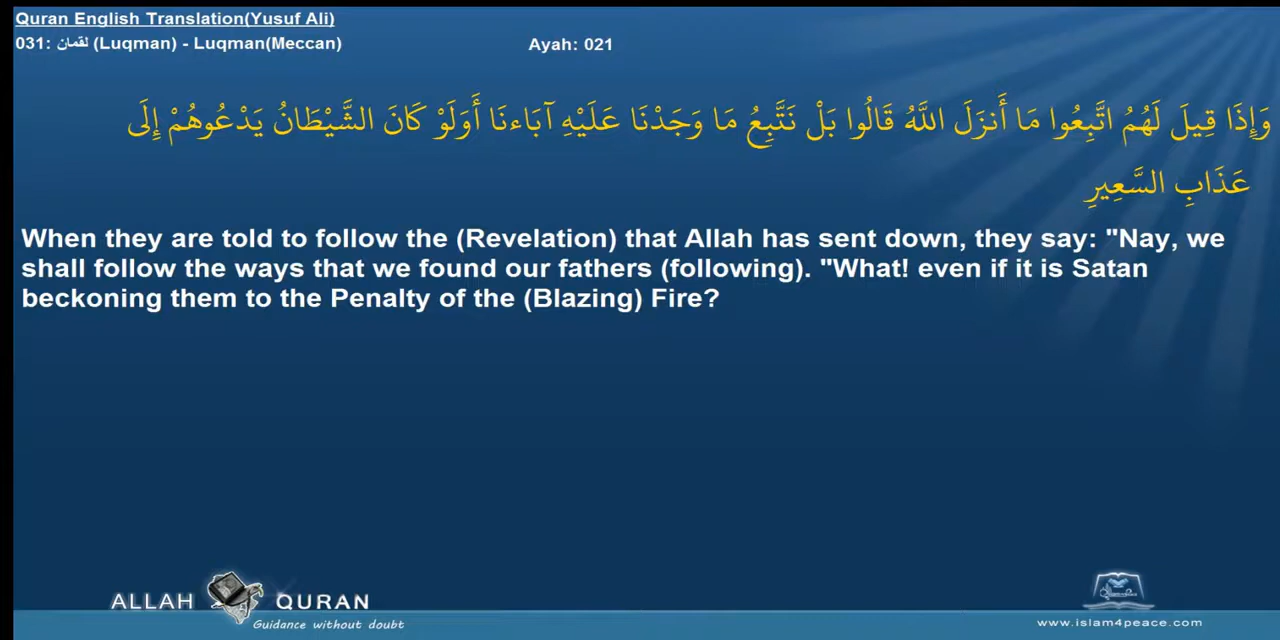 Quran English Translation(Yusuf Ali)
031: لقمان (Luqman) - Luqman(Meccan)
Ayah: 021
وَإِذَا قِيلَ لَهُمُ اتَّبِعُوا مَا أَنزَلَ اللَّهُ قَالُوا بَلْ نَتَّبِعُ مَا وَجَدْنَا عَلَيْهِ آبَاءنَا أَوَلَوْ كَانَ الشَّيْطَانُ يَدْعُوهُمْ إِلَى
عَذَابِ السَّعِيرِ
When they are told to follow the (Revelation) that Allah has sent down, they say: "Nay, we
shall follow the ways that we found our fathers (following). "What! even if it is Satan
beckoning them to the Penalty of the (Blazing) Fire?
ALLAH QURAN
Guidance without doubt
www.islam4peace.com